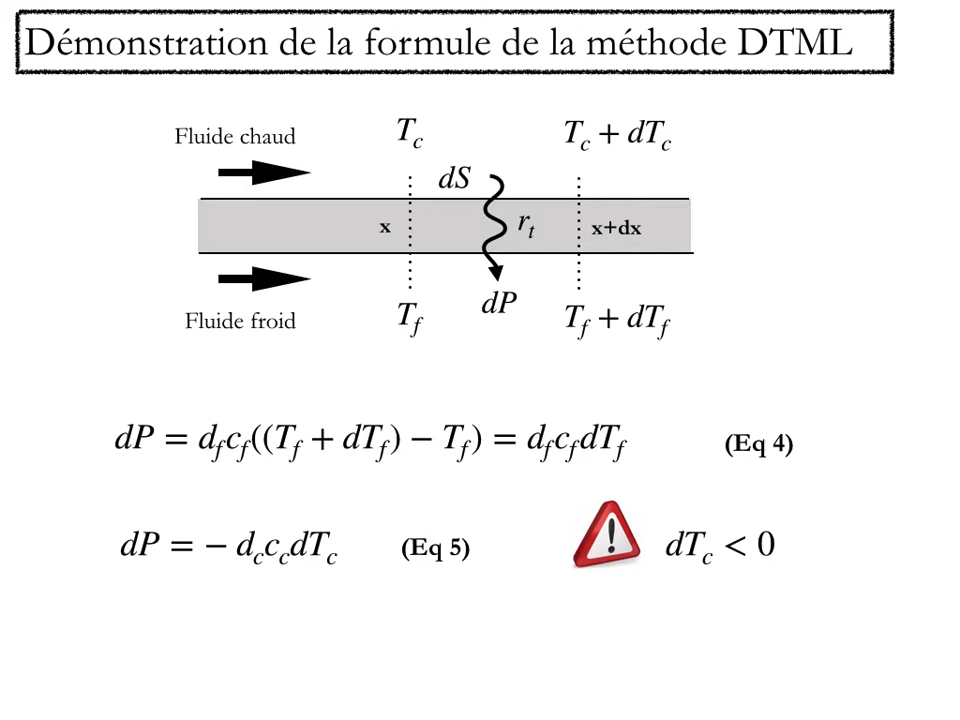 Démonstration de la formule de la méthode DTML
Fluide chaud
T_c
T_c + dT_c
dS
x
r_t
x+dx
Fluide froid
T_f
dP
T_f + dT_f
dP = d_f c_f((T_f + dT_f) − T_f) = d_f c_f dT_f
(Eq 4)
dP = − d_c c_c dT_c
(Eq 5)
!
dT_c < 0